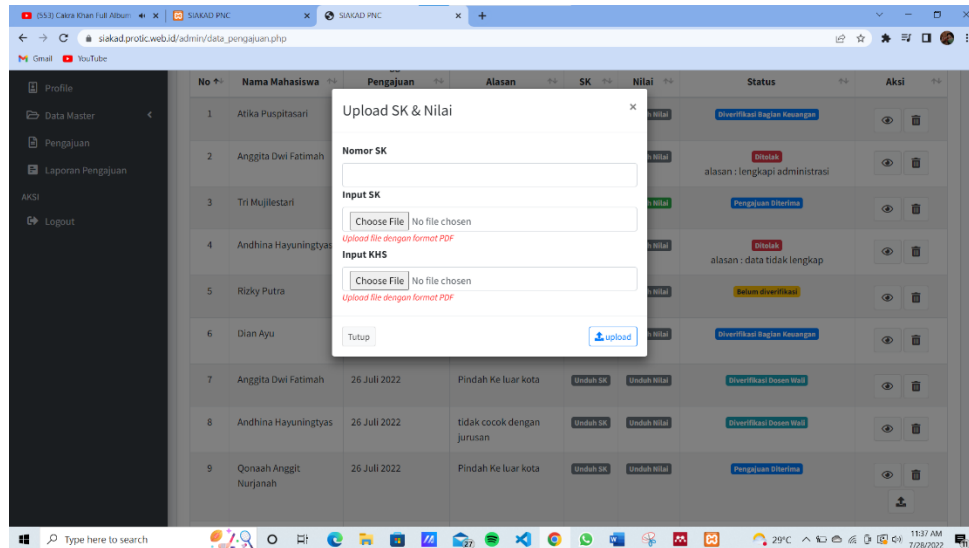 (553) Cakra Khan Full Album
SIAKAD PNC
SIAKAD PNC
siakad.protic.web.id/admin/data_pengajuan.php
Gmail
YouTube
Profile
Data Master
Pengajuan
Laporan Pengajuan
AKSI
Logout
No Nama Mahasiswa Pengajuan Alasan SK Nilai Status Aksi
1 Atika Puspitasari Diverifikasi Bagian Keuangan
2 Anggita Dwi Fatimah Ditolak
alasan : lengkapi administrasi
3 Tri Mujilestari Pengajuan Diterima
4 Andhina Hayuningtyas Ditolak
alasan : data tidak lengkap
5 Rizky Putra Belum diverifikasi
6 Dian Ayu Diverifikasi Bagian Keuangan
7 Anggita Dwi Fatimah 26 Juli 2022 Pindah Ke luar kota Unduh SK Unduh Nilai Diverifikasi Dosen Wali
8 Andhina Hayuningtyas 26 Juli 2022 tidak cocok dengan Unduh SK Unduh Nilai Diverifikasi Dosen Wali
jurusan
9 Qonaah Anggit 26 Juli 2022 Pindah Ke luar kota Unduh SK Unduh Nilai Pengajuan Diterima
Nurjanah
Upload SK & Nilai
×
Nomor SK
Input SK
Choose File No file chosen
Upload file dengan format PDF
Input KHS
Choose File No file chosen
Upload file dengan format PDF
Tutup
upload
Type here to search
27
29°C
11:37 AM
7/28/2022